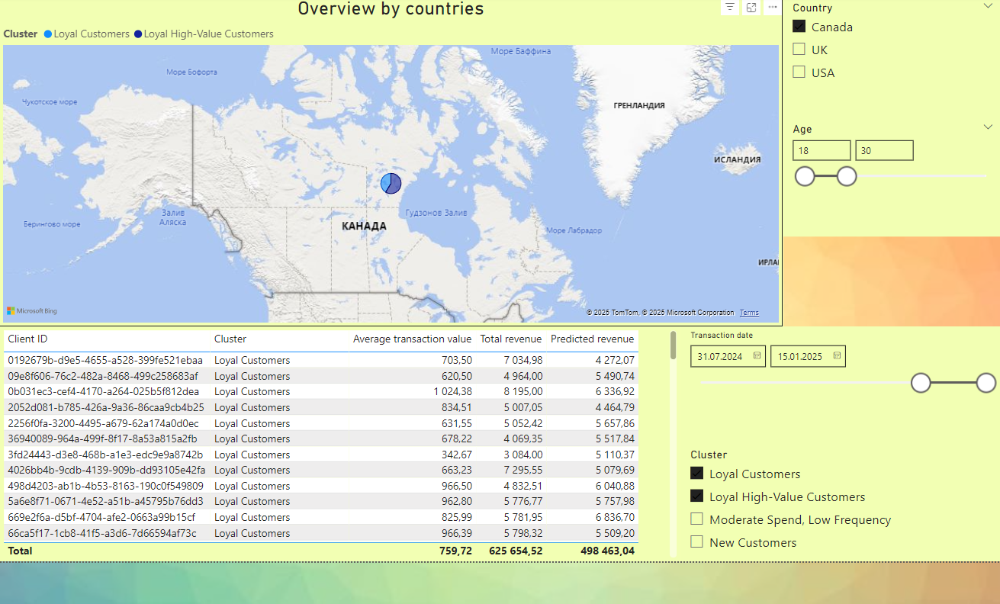 Overview by countries
Cluster Loyal Customers Loyal High-Value Customers
Море Баффина
Море Бофорта
Чукотское море
ГРЕНЛАНДИЯ
ИСЛАНДИЯ
Залив
Аляска
Гудзонов Залив
Берингово море
КАНАДА
Море Лабрадор
ИРЛА
Microsoft Bing
© 2025 TomTom, © 2025 Microsoft Corporation Terms
Country
Canada
UK
USA
Age
18 30
Client ID Cluster Average transaction value Total revenue Predicted revenue
0192679b-d9e5-4655-a528-399fe521ebaa Loyal Customers 703,50 7 034,98 4 272,07
09e8f606-76c2-482a-8468-499c258683af Loyal Customers 620,50 4 964,00 5 490,74
0b031ec3-cef4-4170-a264-025b5f812dea Loyal Customers 1 024,38 8 195,00 6 336,92
2052d081-b785-426a-9a36-86caa9cb4b25 Loyal Customers 834,51 5 007,05 4 464,79
2256f0fa-3200-4495-a679-62a174a0d0ec Loyal Customers 631,55 5 052,42 5 657,86
36940089-964a-499f-8f17-8a53a815a2fb Loyal Customers 678,22 4 069,35 5 517,84
3fd24443-d3e8-468b-a1e3-edc9e9a8742b Loyal Customers 342,67 3 084,00 5 110,37
4026bb4b-9cdb-4139-909b-dd93105e42fa Loyal Customers 663,23 7 295,55 5 079,69
498d4203-ab1b-4b53-8163-190c0f549809 Loyal Customers 966,50 4 832,51 6 040,88
5a6e8f71-0671-4e52-a51b-a45795b76dd3 Loyal Customers 962,80 5 776,77 5 757,98
669e2f6a-d5bf-4704-afe2-0663a99b15cf Loyal Customers 825,99 5 781,95 6 836,70
66ca5f17-1cb8-41f5-a3d6-7d66594af73c Loyal Customers 966,39 5 798,32 5 509,20
Total 759,72 625 654,52 498 463,04
Transaction date
31.07.2024 15.01.2025
Cluster
Loyal Customers
Loyal High-Value Customers
Moderate Spend, Low Frequency
New Customers